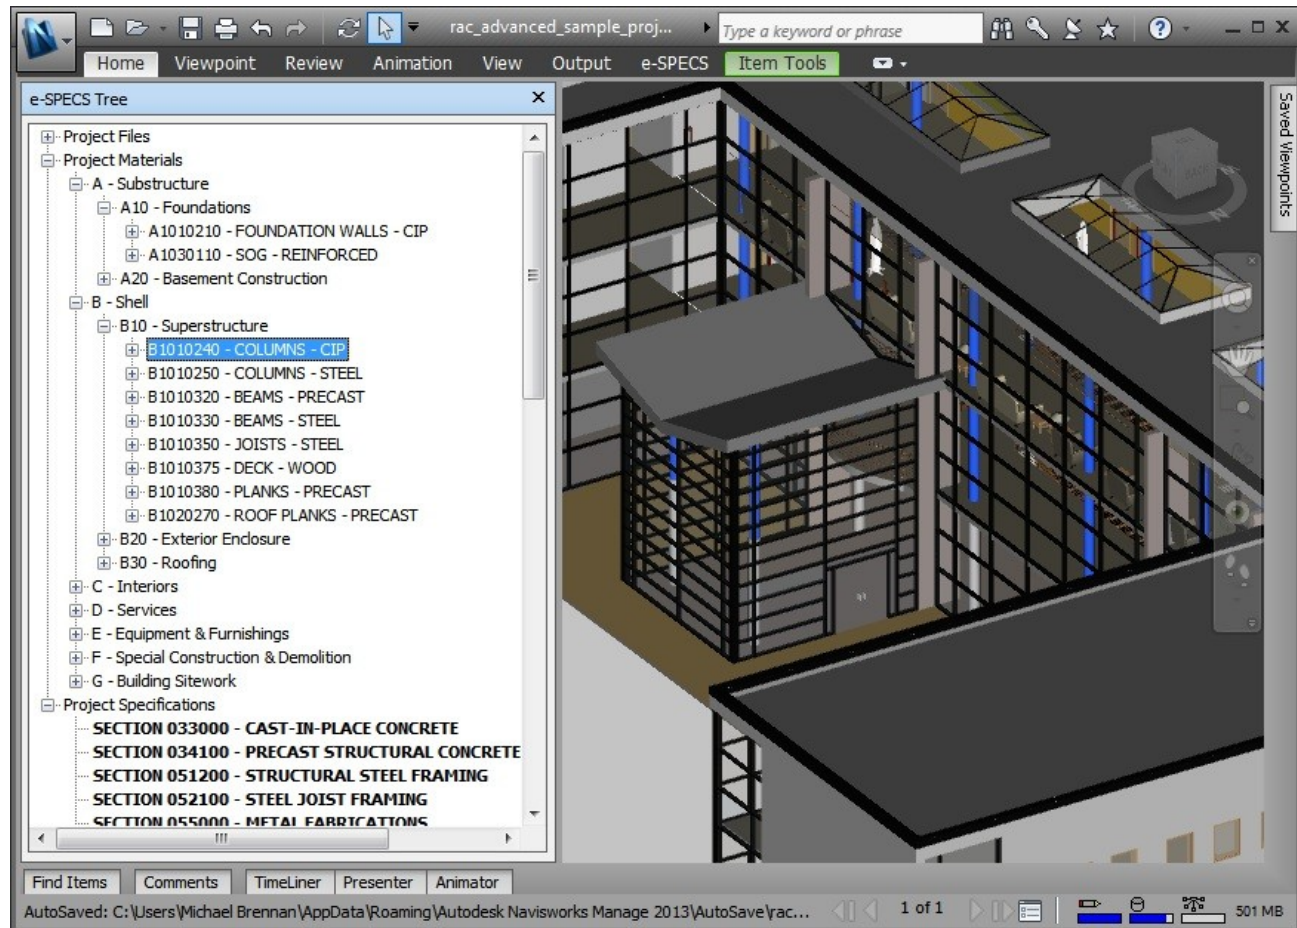 rac_advanced_sample_proj...
Type a keyword or phrase
Home Viewpoint Review Animation View Output e-SPECS Item Tools
e-SPECS Tree
Project Files
Project Materials
A - Substructure
A10 - Foundations
A1010210 - FOUNDATION WALLS - CIP
A1030110 - SOG - REINFORCED
A20 - Basement Construction
B - Shell
B10 - Superstructure
B1010240 - COLUMNS - CIP
B1010250 - COLUMNS - STEEL
B1010320 - BEAMS - PRECAST
B1010330 - BEAMS - STEEL
B1010350 - JOISTS - STEEL
B1010375 - DECK - WOOD
B1010380 - PLANKS - PRECAST
B1020270 - ROOF PLANKS - PRECAST
B20 - Exterior Enclosure
B30 - Roofing
C - Interiors
D - Services
E - Equipment & Furnishings
F - Special Construction & Demolition
G - Building Sitework
Project Specifications
SECTION 033000 - CAST-IN-PLACE CONCRETE
SECTION 034100 - PRECAST STRUCTURAL CONCRETE
SECTION 051200 - STRUCTURAL STEEL FRAMING
SECTION 052100 - STEEL JOIST FRAMING
SECTION 055000 - METAL FABRICATIONS
Saved Viewpoints
Find Items Comments TimeLiner Presenter Animator
AutoSaved: C:\Users\Michael Brennan\AppData\Roaming\Autodesk Navisworks Manage 2013\AutoSave\rac... 1 of 1 501 MB